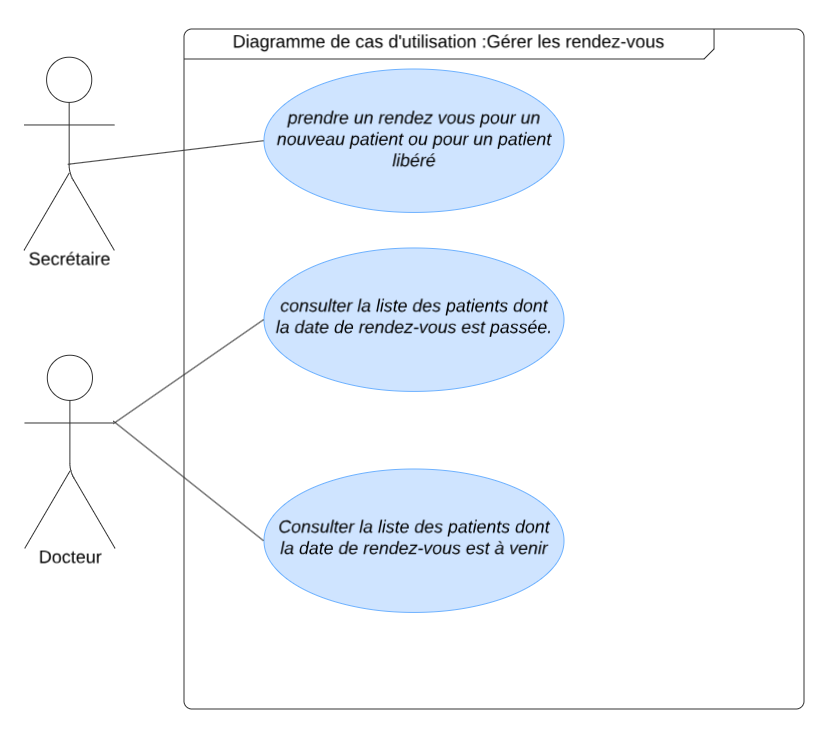 Diagramme de cas d'utilisation :Gérer les rendez-vous
prendre un rendez vous pour un
nouveau patient ou pour un patient
libéré
Secrétaire
consulter la liste des patients dont
la date de rendez-vous est passée.
Consulter la liste des patients dont
la date de rendez-vous est à venir
Docteur